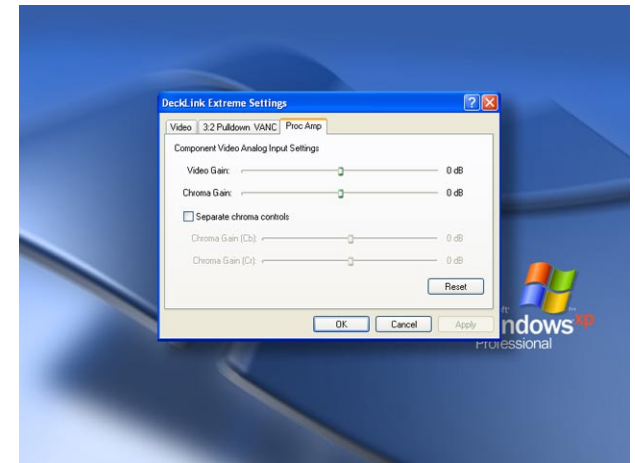 DeckLink Extreme Settings
Video 3:2 Pulldown VANC Proc Amp
Component Video Analog Input Settings
Video Gain: 0 dB
Chroma Gain: 0 dB
Separate chroma controls
Chroma Gain (Cb): 0 dB
Chroma Gain (Cr): 0 dB
Reset
OK Cancel Apply
ft
ndows xp
Professional